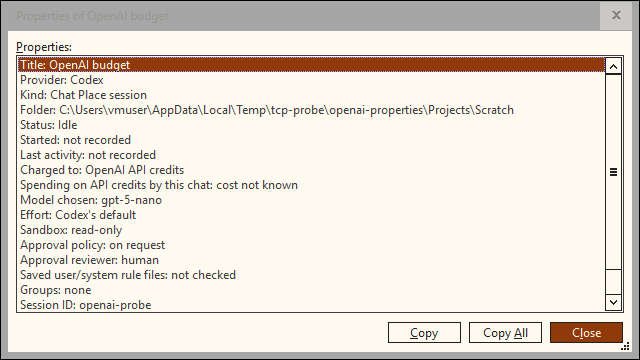 Properties of OpenAI budget
Properties:
Title: OpenAI budget
Provider: Codex
Kind: Chat Place session
Folder: C:\Users\vmuser\AppData\Local\Temp\tcp-probe\openai-properties\Projects\Scratch
Status: Idle
Started: not recorded
Last activity: not recorded
Charged to: OpenAI API credits
Spending on API credits by this chat: cost not known
Model chosen: gpt-5-nano
Effort: Codex's default
Sandbox: read-only
Approval policy: on request
Approval reviewer: human
Saved user/system rule files: not checked
Groups: none
Session ID: openai-probe
Copy Copy All Close